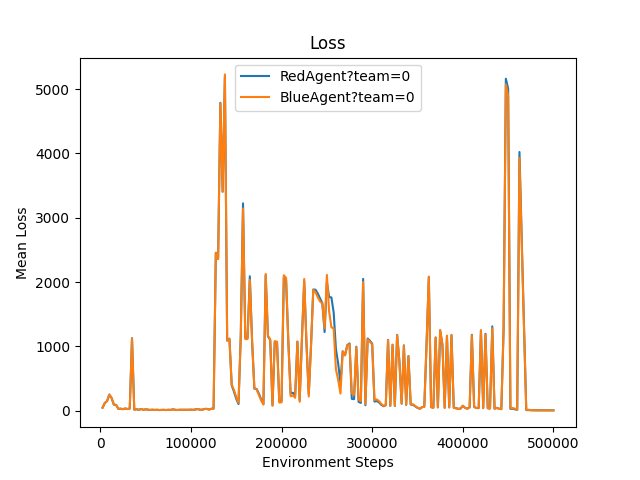 Loss
RedAgent?team=0
BlueAgent?team=0
5000
4000
3000
2000
1000
0
Mean Loss
0
100000
200000
300000
400000
500000
Environment Steps